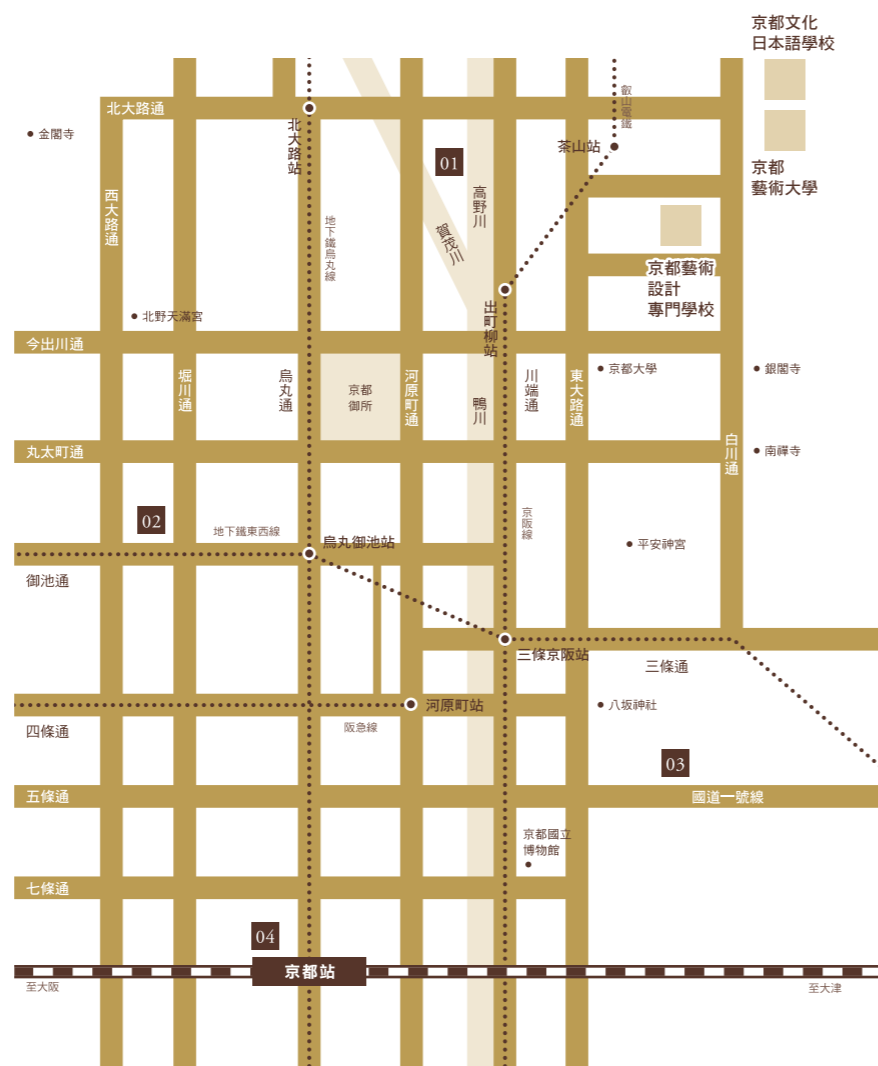 京都文化
日本語學校
北大路通
金閣寺
北大路站
叡山電鐵
茶山站
01
京都
藝術大學
西大路通
高野川
地下鐵烏丸線
賀茂川
京都藝術
設計
專門學校
北野天滿宮
出町柳站
今出川通
堀川通
烏丸通
京都
御所
河原町通
鴨川
川端通
東大路通
京都大學
銀閣寺
丸太町通
白川通
南禪寺
02
地下鐵東西線
京阪線
烏丸御池站
平安神宮
御池通
三條京阪站
三條通
河原町站
八坂神社
四條通
阪急線
03
五條通
國道一號線
京都國立
博物館
七條通
04
京都站
至大阪
至大津